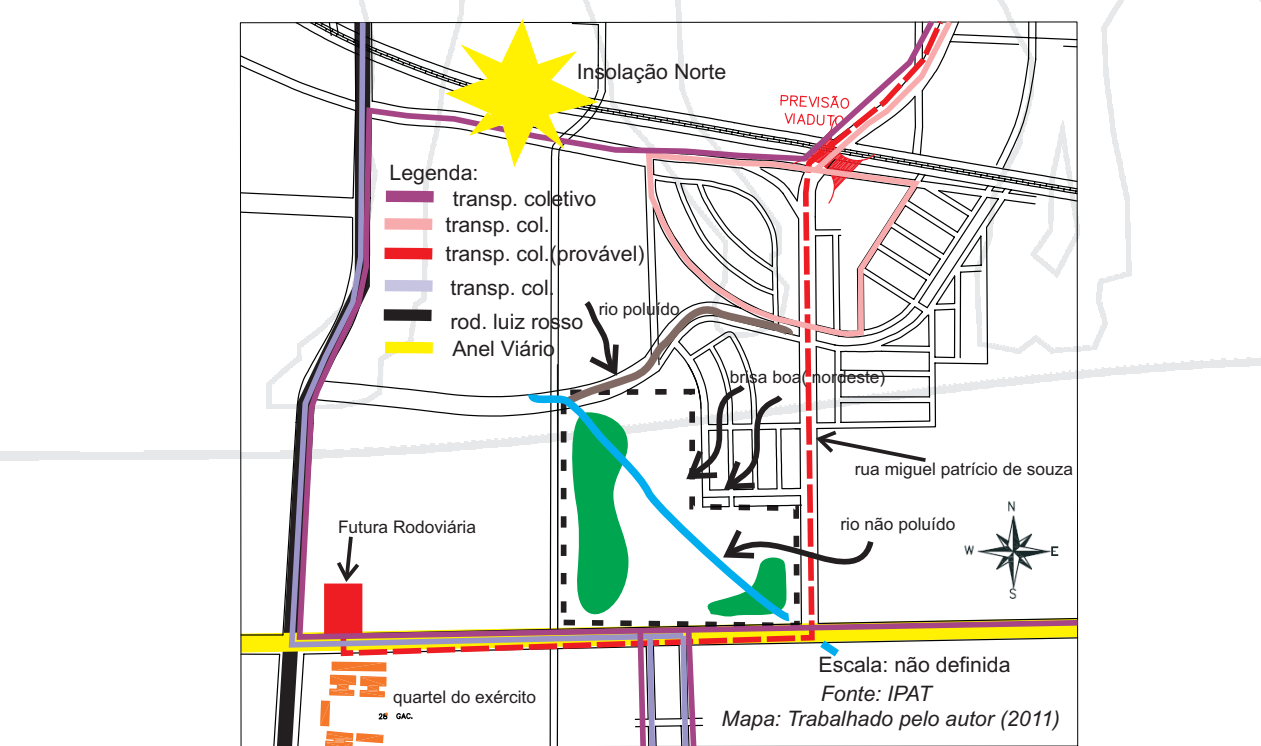 Insolação Norte
PREVISÃO
VIADUTO
Legenda:
transp. coletivo
transp. col.
transp. col.(provável)
transp. col.
rod. luiz rosso
Anel Viário
rio poluído
brisa boa( nordeste)
rua miguel patrício de souza
rio não poluído
Futura Rodoviária
N
W
E
S
quartel do exército
28 GAC.
Escala: não definida
Fonte: IPAT
Mapa: Trabalhado pelo autor (2011)